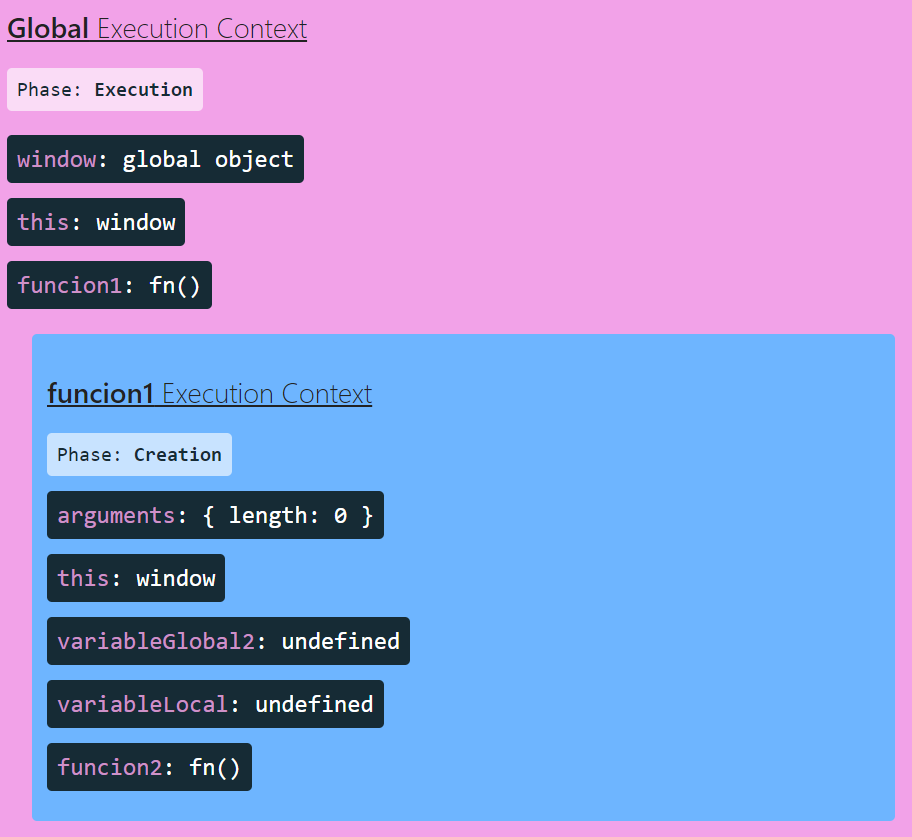 Global Execution Context
Phase: Execution
window: global object
this: window
funcion1: fn()
funcion1 Execution Context
Phase: Creation
arguments: { length: 0 }
this: window
variableGlobal2: undefined
variableLocal: undefined
funcion2: fn()